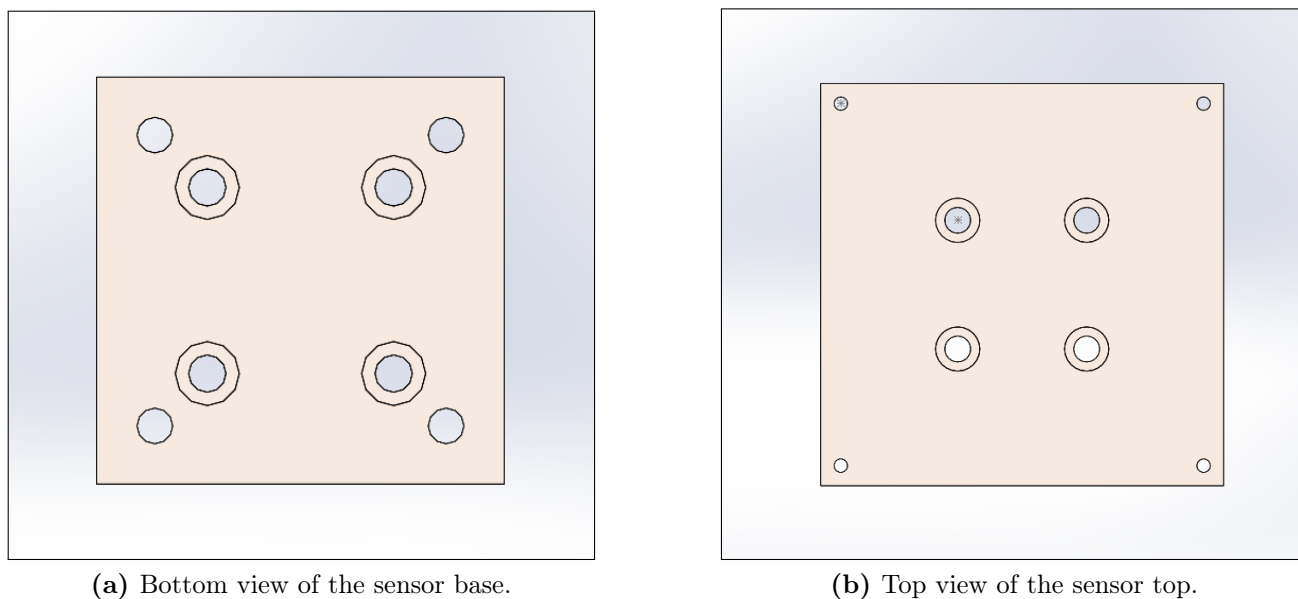 (a) Bottom view of the sensor base.
(b) Top view of the sensor top.